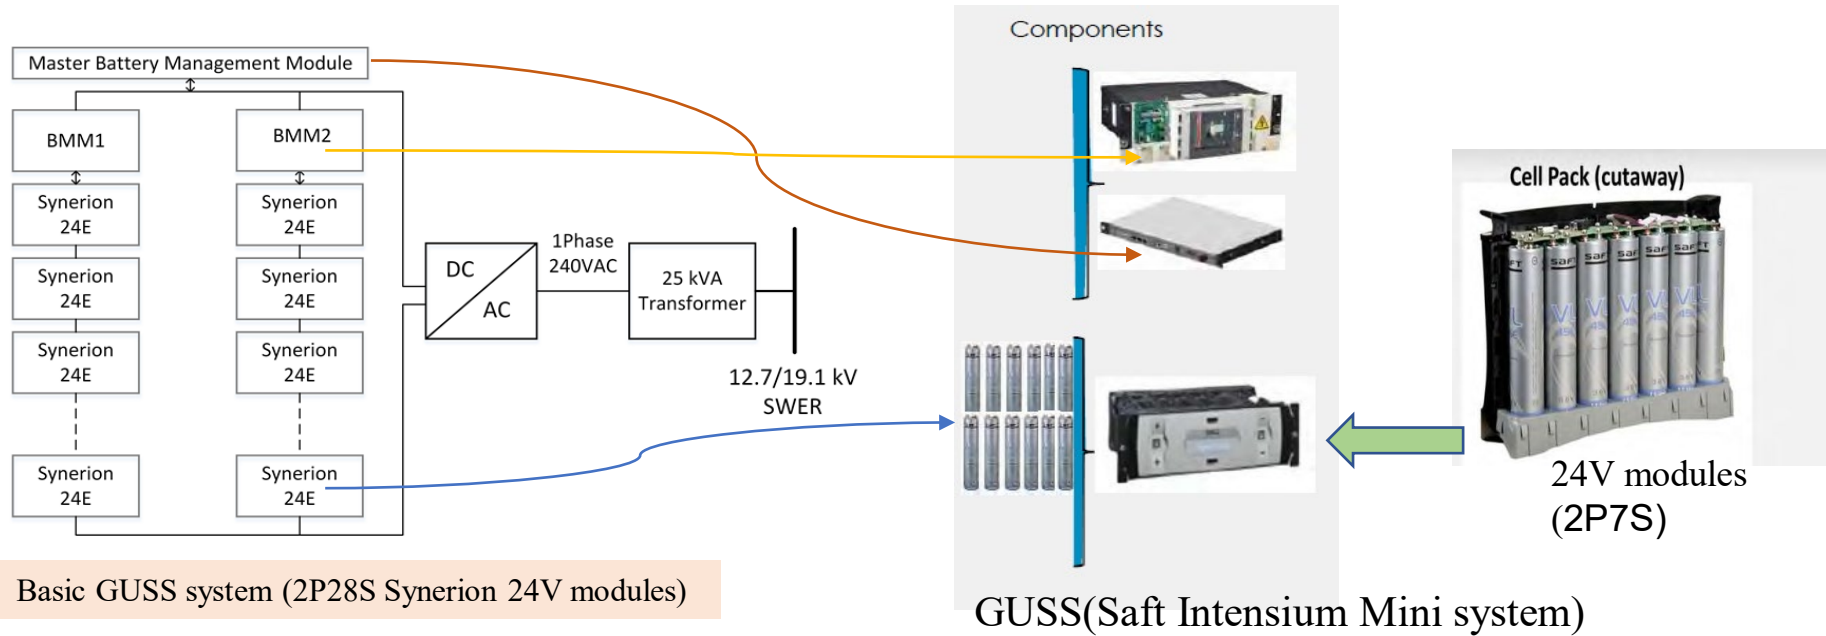 Components
Master Battery Management Module
BMM1
BMM2
Synerion
24E
Synerion
24E
Synerion
24E
Synerion
24E
Synerion
24E
Synerion
24E
Synerion
24E
Synerion
24E
DC
AC
1Phase
240VAC
25 kVA
Transformer
12.7/19.1 kV
SWER
Cell Pack (cutaway)
24V modules
(2P7S)
Basic GUSS system (2P28S Synerion 24V modules)
GUSS(Saft Intensium Mini system)